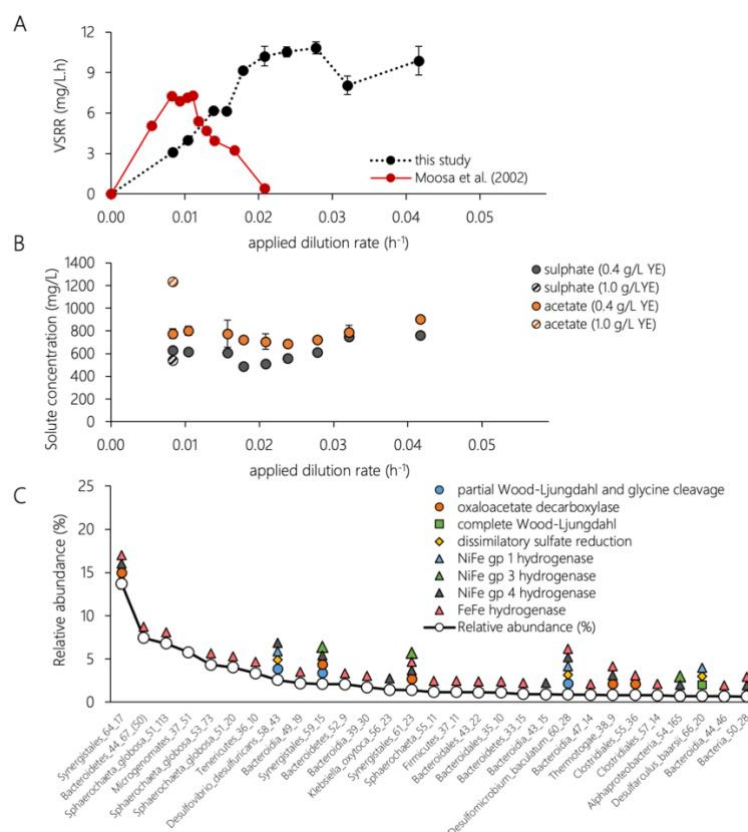 A
VSRR (mg/L.h)
12
9
6
3
0
this study
Moosa et al. (2002)
0.00 0.01 0.02 0.03 0.04 0.05
applied dilution rate (h⁻¹)
B
Solute concentration (mg/L)
1400
1200
1000
800
600
400
200
0
sulphate (0.4 g/L YE)
sulphate (1.0 g/LYE)
acetate (0.4 g/L YE)
acetate (1.0 g/L YE)
0.00 0.01 0.02 0.03 0.04 0.05
applied dilution rate (h⁻¹)
C
Relative abundance (%)
25
20
15
10
5
0
partial Wood-Ljungdahl and glycine cleavage
oxaloacetate decarboxylase
complete Wood-Ljungdahl
dissimilatory sulfate reduction
NiFe gp 1 hydrogenase
NiFe gp 3 hydrogenase
NiFe gp 4 hydrogenase
FeFe hydrogenase
Relative abundance (%)
Synergistales_64_17
Bacteroidetes_44_67_(50)
Sphaerochaeta_globosa_51_113
Microgenomates_37_51
Sphaerochaeta_globosa_53_73
Sphaerochaeta_globosa_51_20
Tenericutes_36_10
Desulfovibrio_desulfuricans_58_43
Bacteroidia_49_19
Synergistales_59_15
Bacteroidetes_52_9
Bacteroidia_39_30
Klebsiella_oxytoca_56_23
Synergistales_61_23
Sphaerochaeta_55_11
Firmicutes_37_11
Bacteroidales_43_22
Bacteroidales_35_10
Bacteroidetes_33_15
Bacteroidia_43_15
Desulfomicrobium_baculatum_60_28
Bacteroidia_47_14
Thermotogae_38_9
Clostridiales_55_36
Clostridiales_57_14
Alphaproteobacteria_54_165
Desulfarculus_baarsii_66_20
Bacteroidia_44_46
Bacteria_50_28